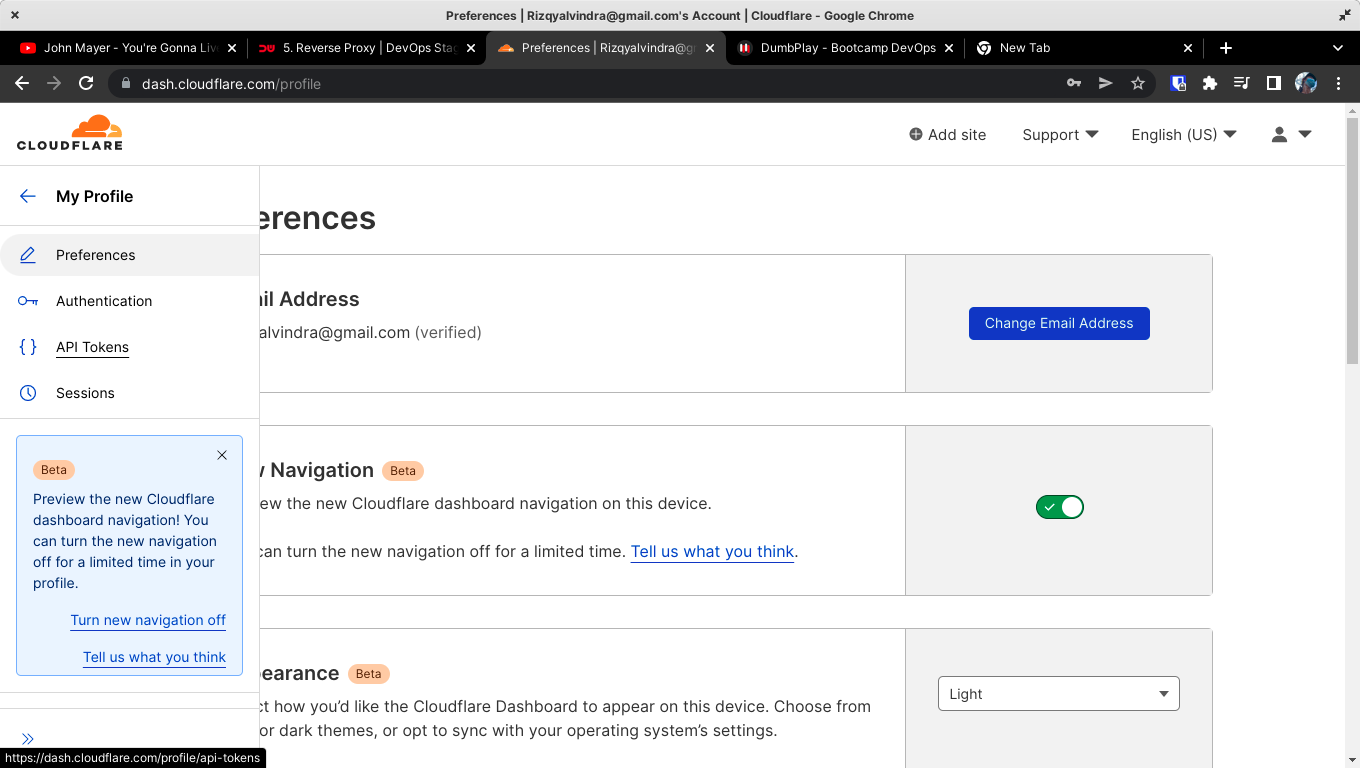 Preferences | Rizqyalvindra@gmail.com's Account | Cloudflare - Google Chrome
John Mayer - You're Gonna Liv
5. Reverse Proxy | DevOps Stag
Preferences | Rizqyalvindra@g
DumbPlay - Bootcamp DevOps
New Tab
dash.cloudflare.com/profile
CLOUDFLARE
Add site
Support
English (US)
My Profile
Preferences
Authentication
API Tokens
Sessions
Beta
Preview the new Cloudflare
dashboard navigation! You
can turn the new navigation
off for a limited time in your
profile.
Turn new navigation off
Tell us what you think
erences
il Address
alvindra@gmail.com (verified)
Change Email Address
w Navigation Beta
ew the new Cloudflare dashboard navigation on this device.
can turn the new navigation off for a limited time. Tell us what you think.
earance Beta
ct how you’d like the Cloudflare Dashboard to appear on this device. Choose from
or dark themes, or opt to sync with your operating system’s settings.
Light
https://dash.cloudflare.com/profile/api-tokens